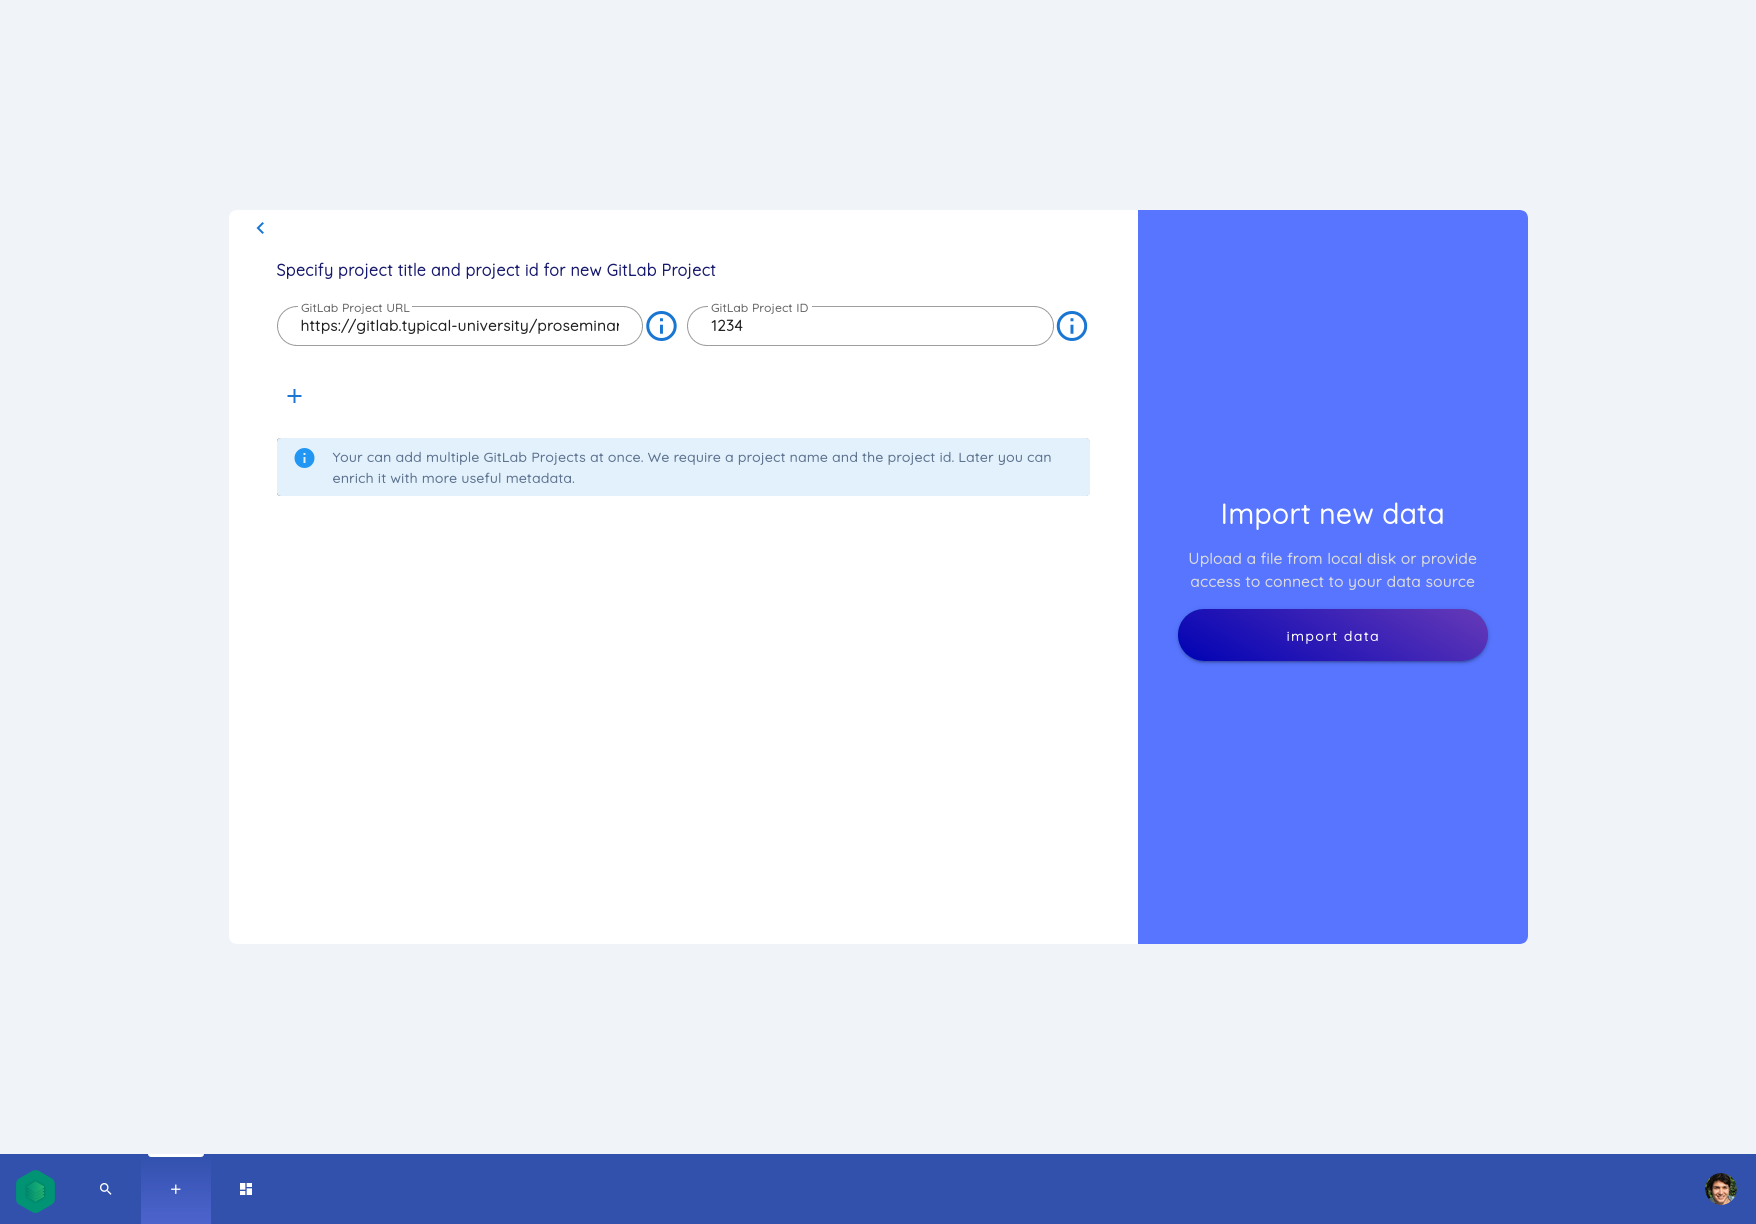 Specify project title and project id for new GitLab Project
GitLab Project URL
https://gitlab.typical-university/proseminar
GitLab Project ID
1234
Your can add multiple GitLab Projects at once. We require a project name and the project id. Later you can
enrich it with more useful metadata.
Import new data
Upload a file from local disk or provide
access to connect to your data source
import data